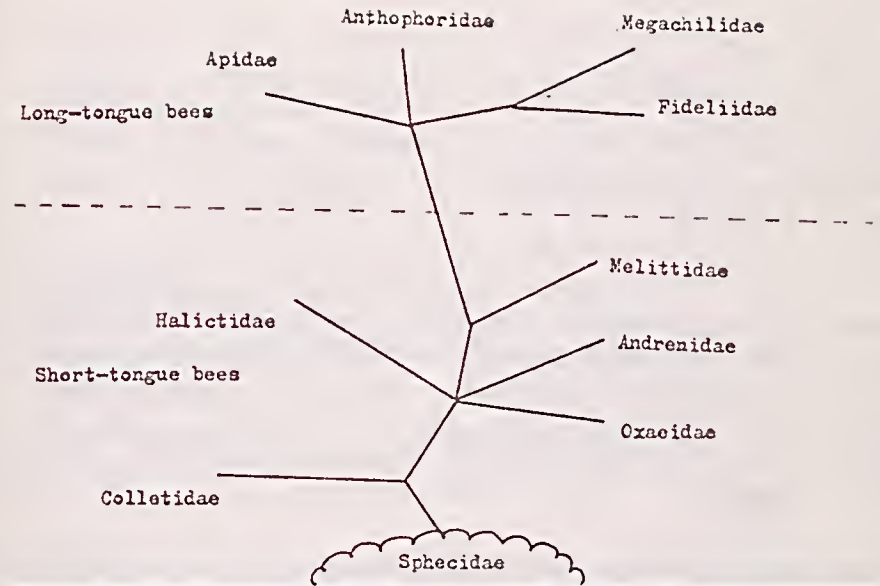 Anthophoridae
Megachilidae
Apidae
Fideliidae
Long-tongue bees
Melittidae
Halictidae
Andrenidae
Short-tongue bees
Oxaeidae
Colletidae
Sphecidae